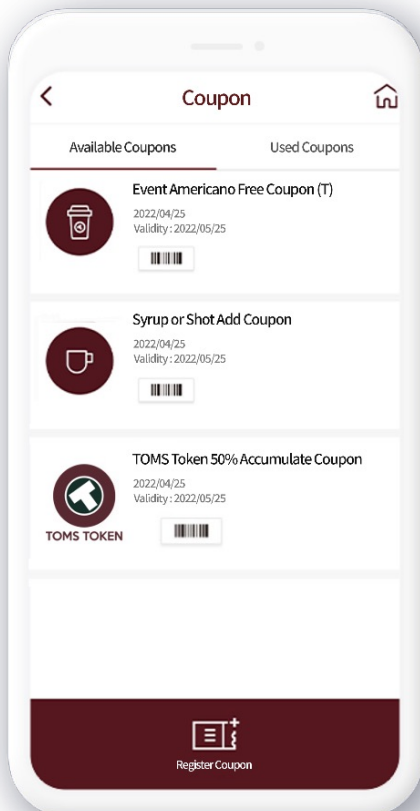 Coupon
Available Coupons
Used Coupons
Event Americano Free Coupon (T)
2022/04/25
Validity : 2022/05/25
Syrup or Shot Add Coupon
2022/04/25
Validity : 2022/05/25
TOMS Token 50% Accumulate Coupon
2022/04/25
Validity : 2022/05/25
TOMS TOKEN
Register Coupon